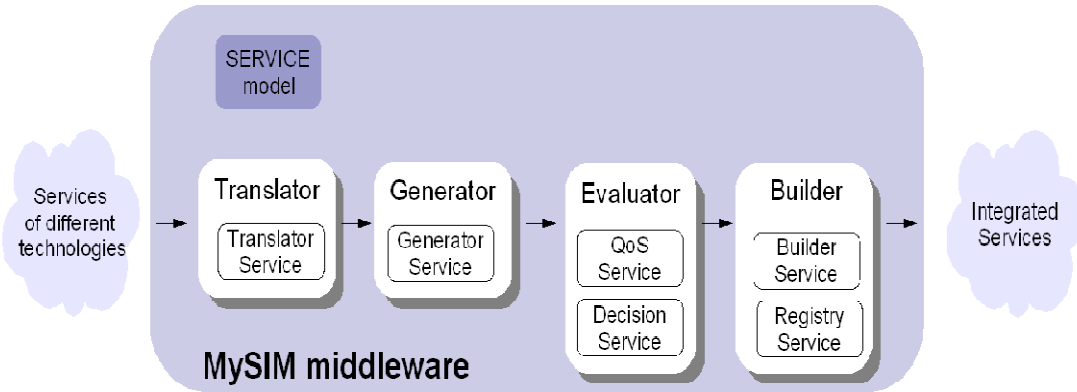 SERVICE
model
Services
of different
technologies
Translator
Translator
Service
Generator
Generator
Service
Evaluator
QoS
Service
Decision
Service
Builder
Builder
Service
Registry
Service
Integrated
Services
MySIM middleware